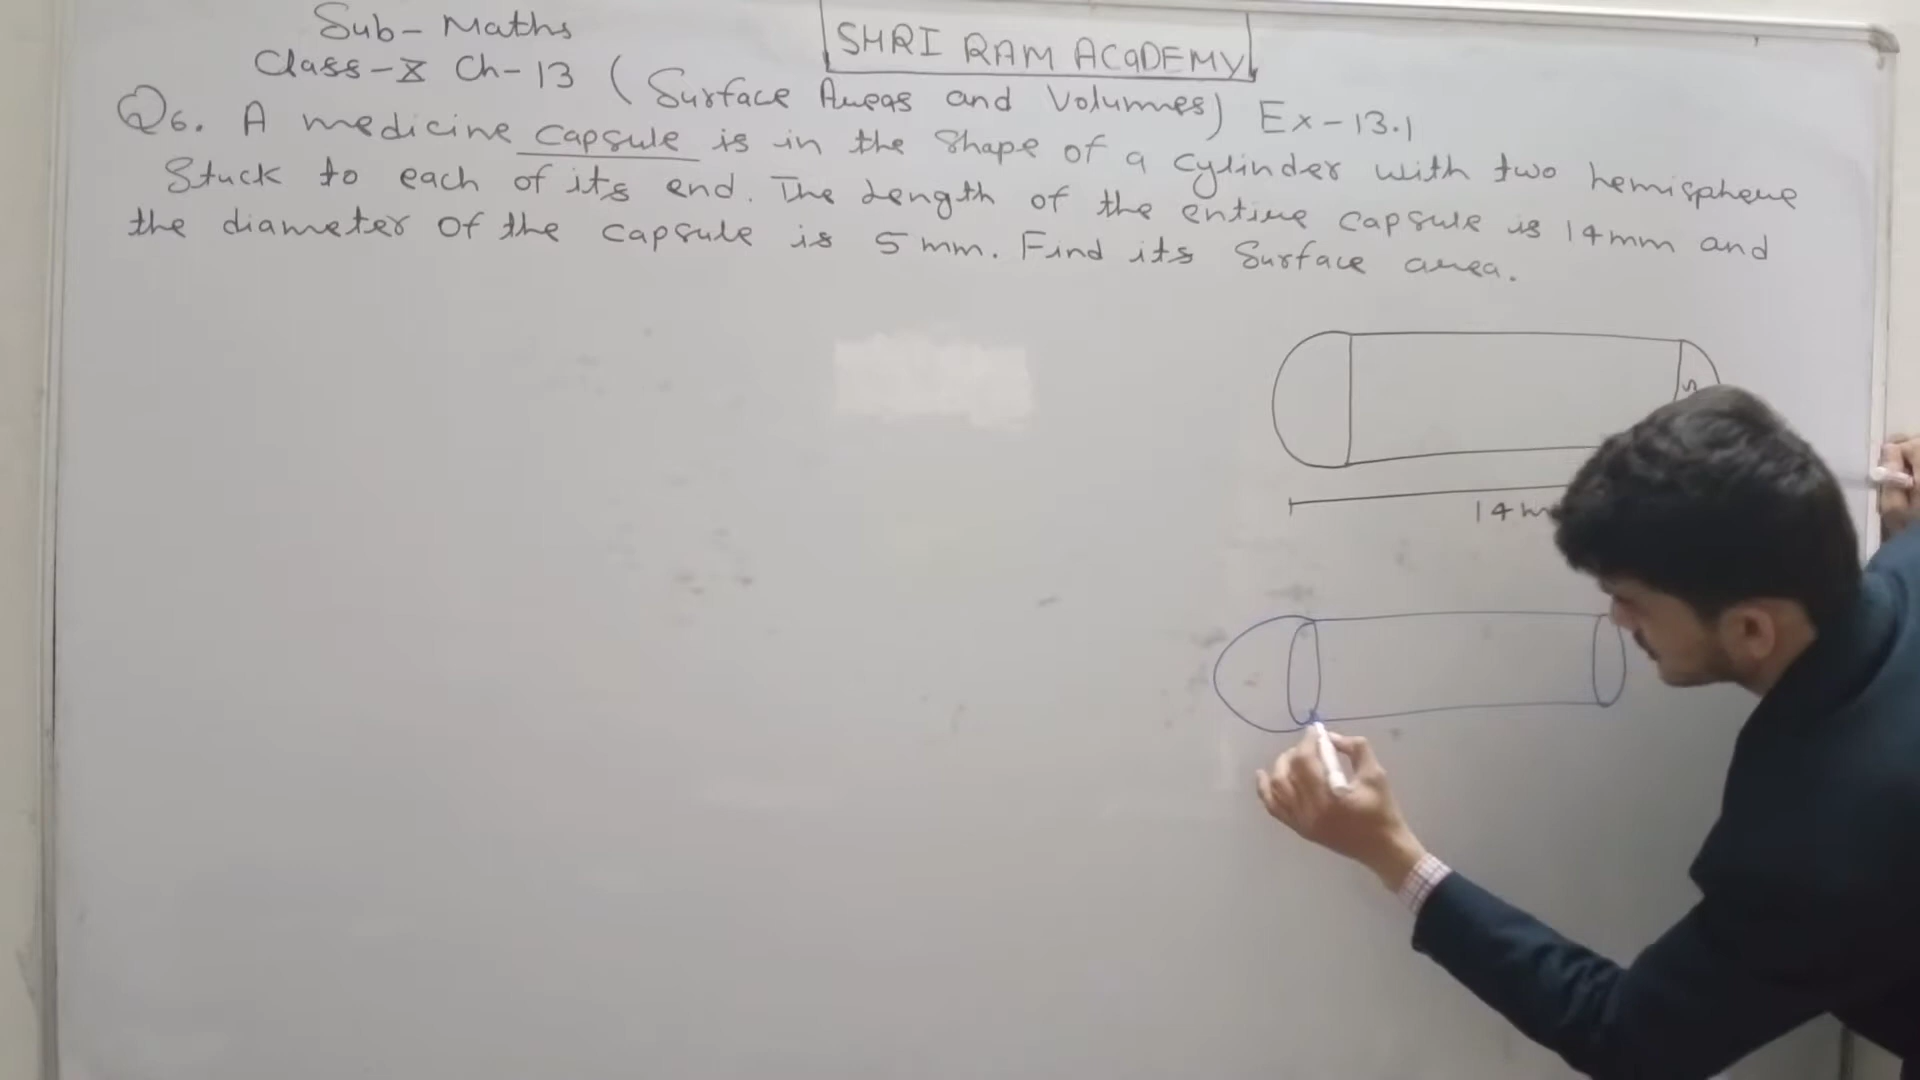 Sub- Maths
SHRI RAM ACADEMY
Class-X Ch-13 (Surface Areas and Volumes) Ex-13.1
Q6. A medicine capsule is in the shape of a cylinder with two hemisphere
Stuck to each of its end. The Length of the entire capsule is 14mm and
the diameter of the capsule is 5mm. Find its Surface area.
5
14m